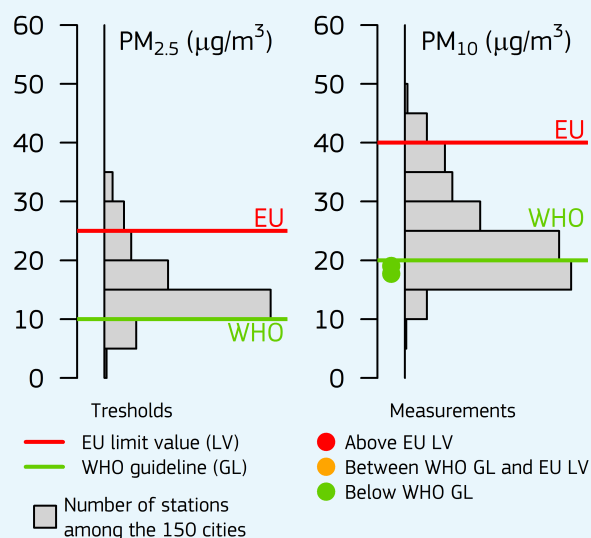 PM2.5 (μg/m3)
60
50
40
30
20
10
0
EU
WHO
PM10 (μg/m3)
60
50
40
30
20
10
0
EU
WHO
Tresholds
EU limit value (LV)
WHO guideline (GL)
Number of stations
among the 150 cities
Measurements
Above EU LV
Between WHO GL and EU LV
Below WHO GL